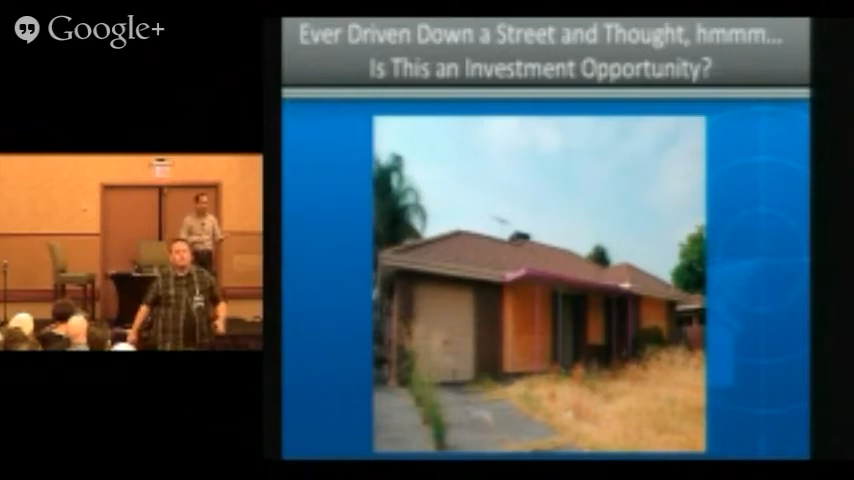 Google+
Ever Driven Down a Street and Thought, hmmm...
Is This an Investment Opportunity?